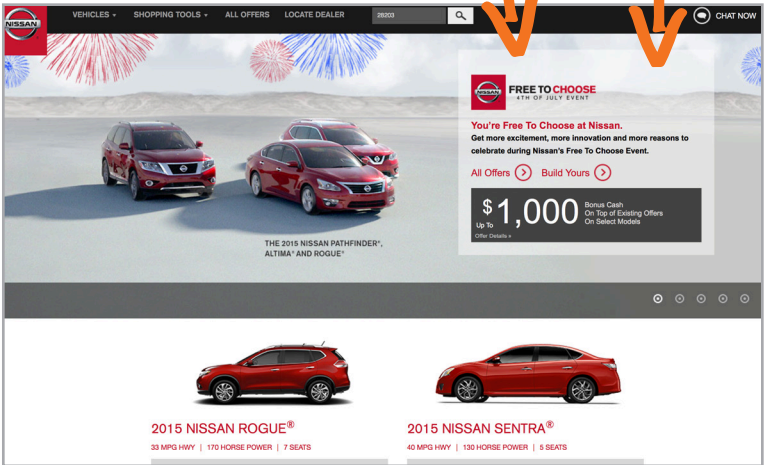 NISSAN
VEHICLES
SHOPPING TOOLS
ALL OFFERS
LOCATE DEALER
28203
CHAT NOW
NISSAN
FREE TO CHOOSE
4TH OF JULY EVENT
You're Free To Choose at Nissan.
Get more excitement, more innovation and more reasons to
celebrate during Nissan's Free To Choose Event.
All Offers
Build Yours
Up To $1,000
Bonus Cash
On Top of Existing Offers
On Select Models
Offer Details »
THE 2015 NISSAN PATHFINDER®,
ALTIMA® AND ROGUE®
2015 NISSAN ROGUE®
33 MPG HWY | 170 HORSE POWER | 7 SEATS
2015 NISSAN SENTRA®
40 MPG HWY | 130 HORSE POWER | 5 SEATS